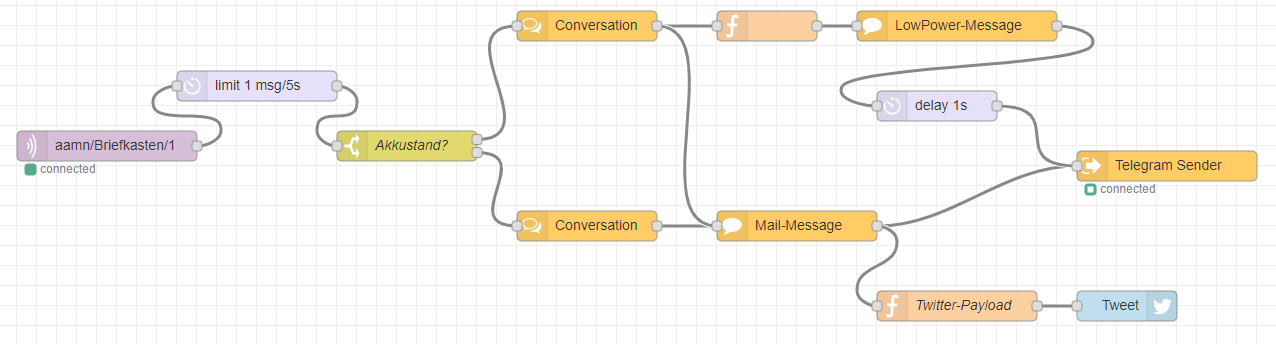 Conversation
LowPower-Message
limit 1 msg/5s
delay 1s
aamn/Briefkasten/1
Akkustand?
connected
Telegram Sender
connected
Conversation
Mail-Message
Twitter-Payload
Tweet